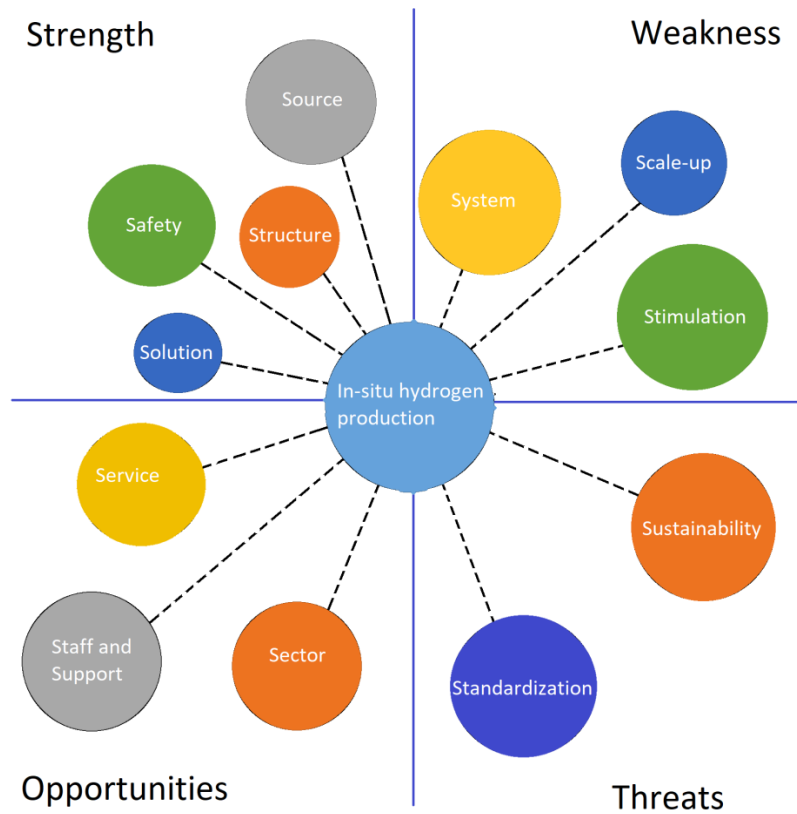 Strength
Weakness
Source
Scale-up
System
Safety
Structure
Stimulation
Solution
In-situ hydrogen
production
Service
Sustainability
Staff and
Support
Sector
Standardization
Opportunities
Threats